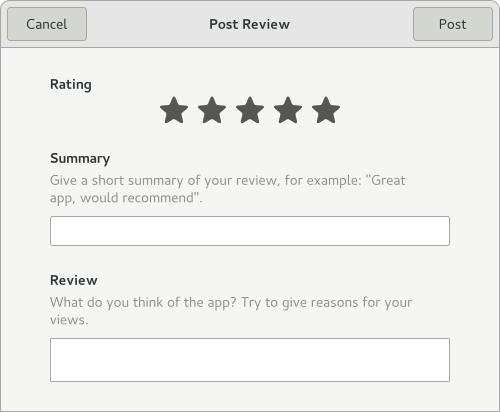 Cancel
Post Review
Post
Rating
Summary
Give a short summary of your review, for example: "Great
app, would recommend".
Review
What do you think of the app? Try to give reasons for your
views.